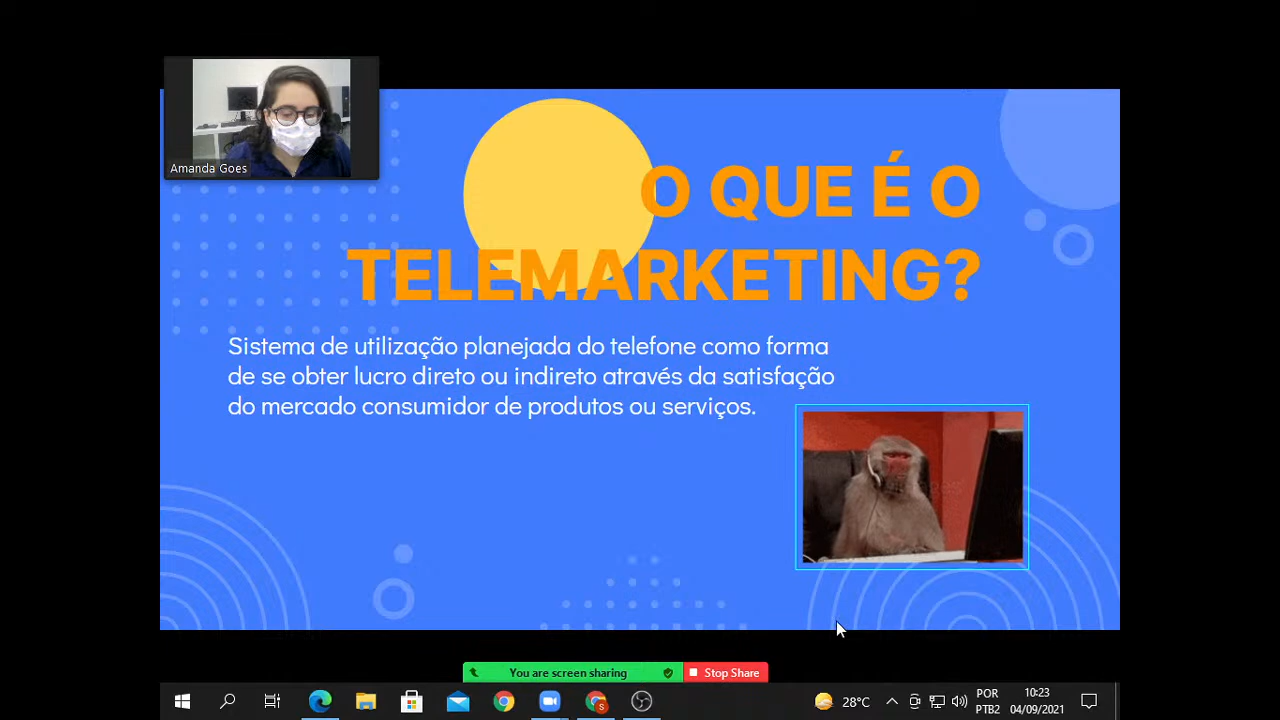 Amanda Goes
O QUE É O
TELEMARKETING?
Sistema de utilização planejada do telefone como forma
de se obter lucro direto ou indireto através da satisfação
do mercado consumidor de produtos ou serviços.
You are screen sharing
Stop Share
28°C
POR
PTB2
10:23
04/09/2021